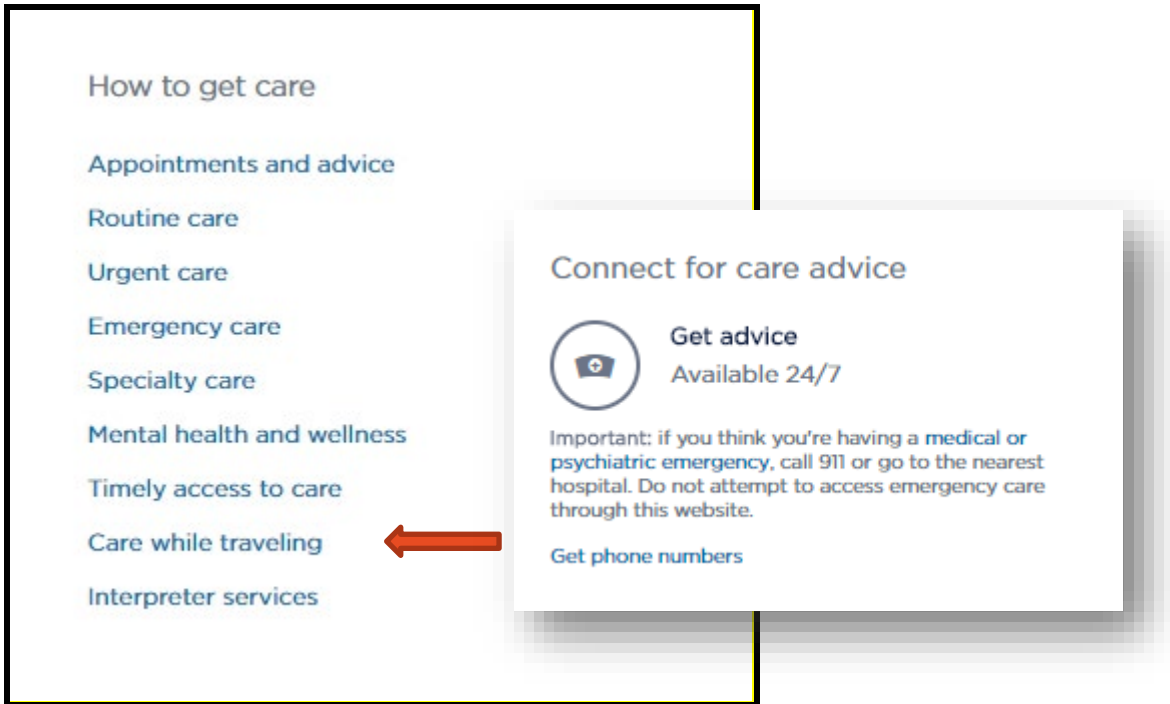 How to get care
Appointments and advice
Routine care
Urgent care
Emergency care
Specialty care
Mental health and wellness
Timely access to care
Care while traveling
Interpreter services
Connect for care advice
Get advice
Available 24/7
Important: if you think you're having a medical or
psychiatric emergency, call 911 or go to the nearest
hospital. Do not attempt to access emergency care
through this website.
Get phone numbers